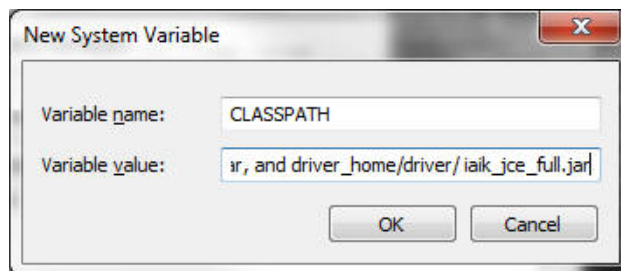 New System Variable
Variable name: CLASSPATH
Variable value: ar, and driver_home/driver/ iaik_jce_full.jar
OK Cancel